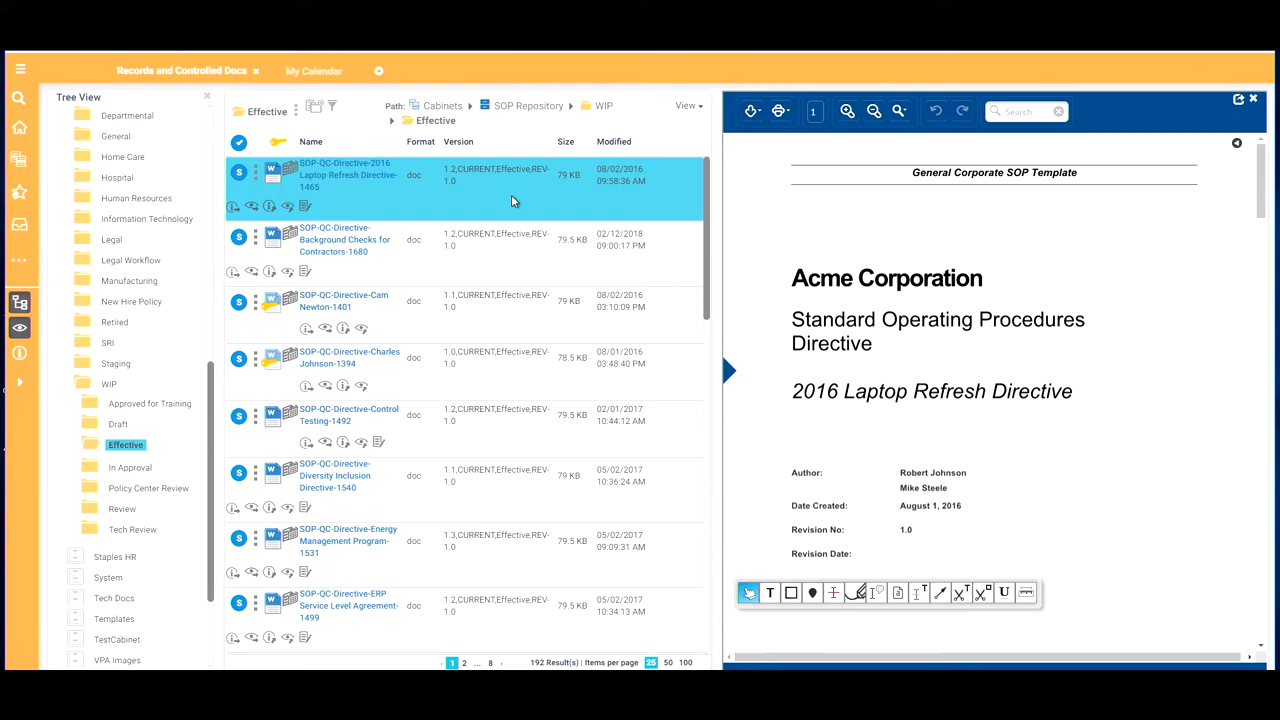 Records and Controlled Docs
My Calendar
Tree View
Departmental
General
Home Care
Hospital
Human Resources
Information Technology
Legal
Legal Workflow
Manufacturing
New Hire Policy
Retired
SRI
Staging
WIP
Approved for Training
Draft
Effective
In Approval
Policy Center Review
Review
Tech Review
Staples HR
System
Tech Docs
Templates
TestCabinet
VPA Images
Effective
Path: Cabinets SOP Repository WIP
Effective
View
Name Format Version Size Modified
SOP-QC-Directive-2016
Laptop Refresh Directive-
1465
doc
1.2,CURRENT,Effective,REV-
1.0
79 KB
08/02/2016
09:58:36 AM
SOP-QC-Directive-
Background Checks for
Contractors-1680
doc
1.2,CURRENT,Effective,REV-
1.0
79.5 KB
02/12/2018
09:00:17 PM
SOP-QC-Directive-Cam
Newton-1401
doc
1.1,CURRENT,Effective,REV-
1.0
79 KB
08/02/2016
03:10:09 PM
SOP-QC-Directive-Charles
Johnson-1394
doc
1.0,CURRENT,Effective,REV-
1.0
78.5 KB
08/01/2016
03:48:40 PM
SOP-QC-Directive-Control
Testing-1492
doc
1.2,CURRENT,Effective,REV-
1.0
79.5 KB
02/01/2017
10:44:12 AM
SOP-QC-Directive-
Diversity Inclusion
Directive-1540
doc
1.1,CURRENT,Effective,REV-
1.0
79 KB
05/02/2017
10:36:24 AM
SOP-QC-Directive-Energy
Management Program-
1531
doc
1.3,CURRENT,Effective,REV-
1.0
79.5 KB
05/02/2017
09:09:31 AM
SOP-QC-Directive-ERP
Service Level Agreement-
1499
doc
1.2,CURRENT,Effective,REV-
1.0
79.5 KB
05/02/2017
10:34:13 AM
1 2 ... 8 192 Result(s) | Items per page 25 50 100
1
Search
General Corporate SOP Template
Acme Corporation
Standard Operating Procedures
Directive
2016 Laptop Refresh Directive
Author: Robert Johnson
Mike Steele
Date Created: August 1, 2016
Revision No: 1.0
Revision Date: